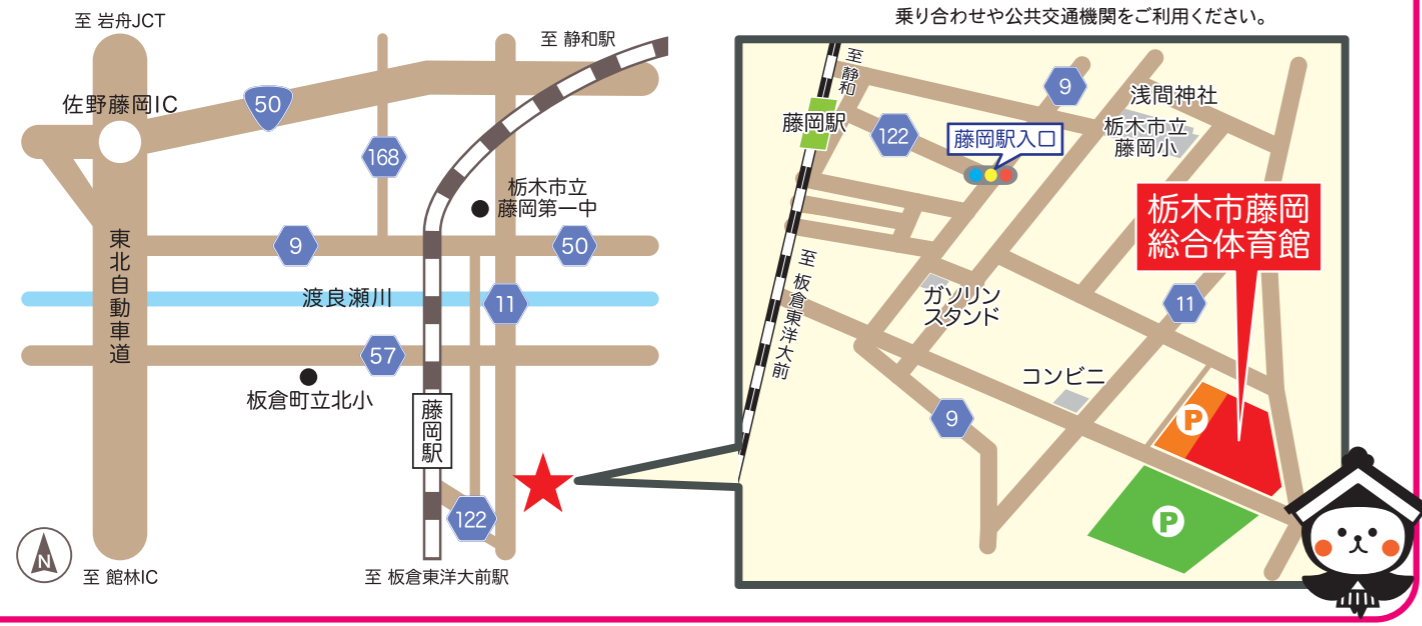 至 岩舟JCT
佐野藤岡IC
50
168
至 静和駅
栃木市立
藤岡第一中
9
50
東北自動車道
渡良瀬川
11
57
板倉町立北小
藤岡駅
122
N
至 館林IC
至 板倉東洋大前駅
乗り合わせや公共交通機関をご利用ください。
至 静和
藤岡駅
122
9
藤岡駅入口
浅間神社
栃木市立
藤岡小
栃木市藤岡
総合体育館
至 板倉東洋大前
ガソリン
スタンド
11
コンビニ
9
P
P